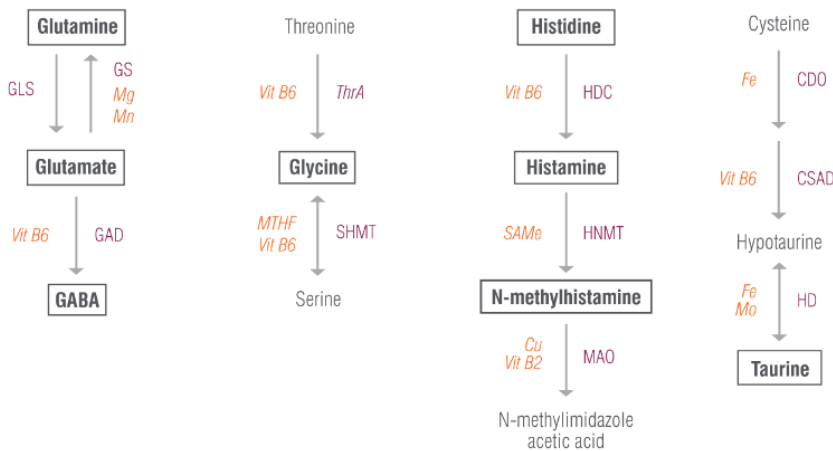 Glutamine
GLS
GS
Mg
Mn
Glutamate
Vit B6
GAD
GABA
Threonine
Vit B6
ThrA
Glycine
MTHF
Vit B6
SHMT
Serine
Histidine
Vit B6
HDC
Histamine
SAMe
HNMT
N-methylhistamine
Cu
Vit B2
MAO
N-methylimidazole
acetic acid
Cysteine
Fe
CDO
Vit B6
CSAD
Hypotaurine
Fe
Mo
HD
Taurine